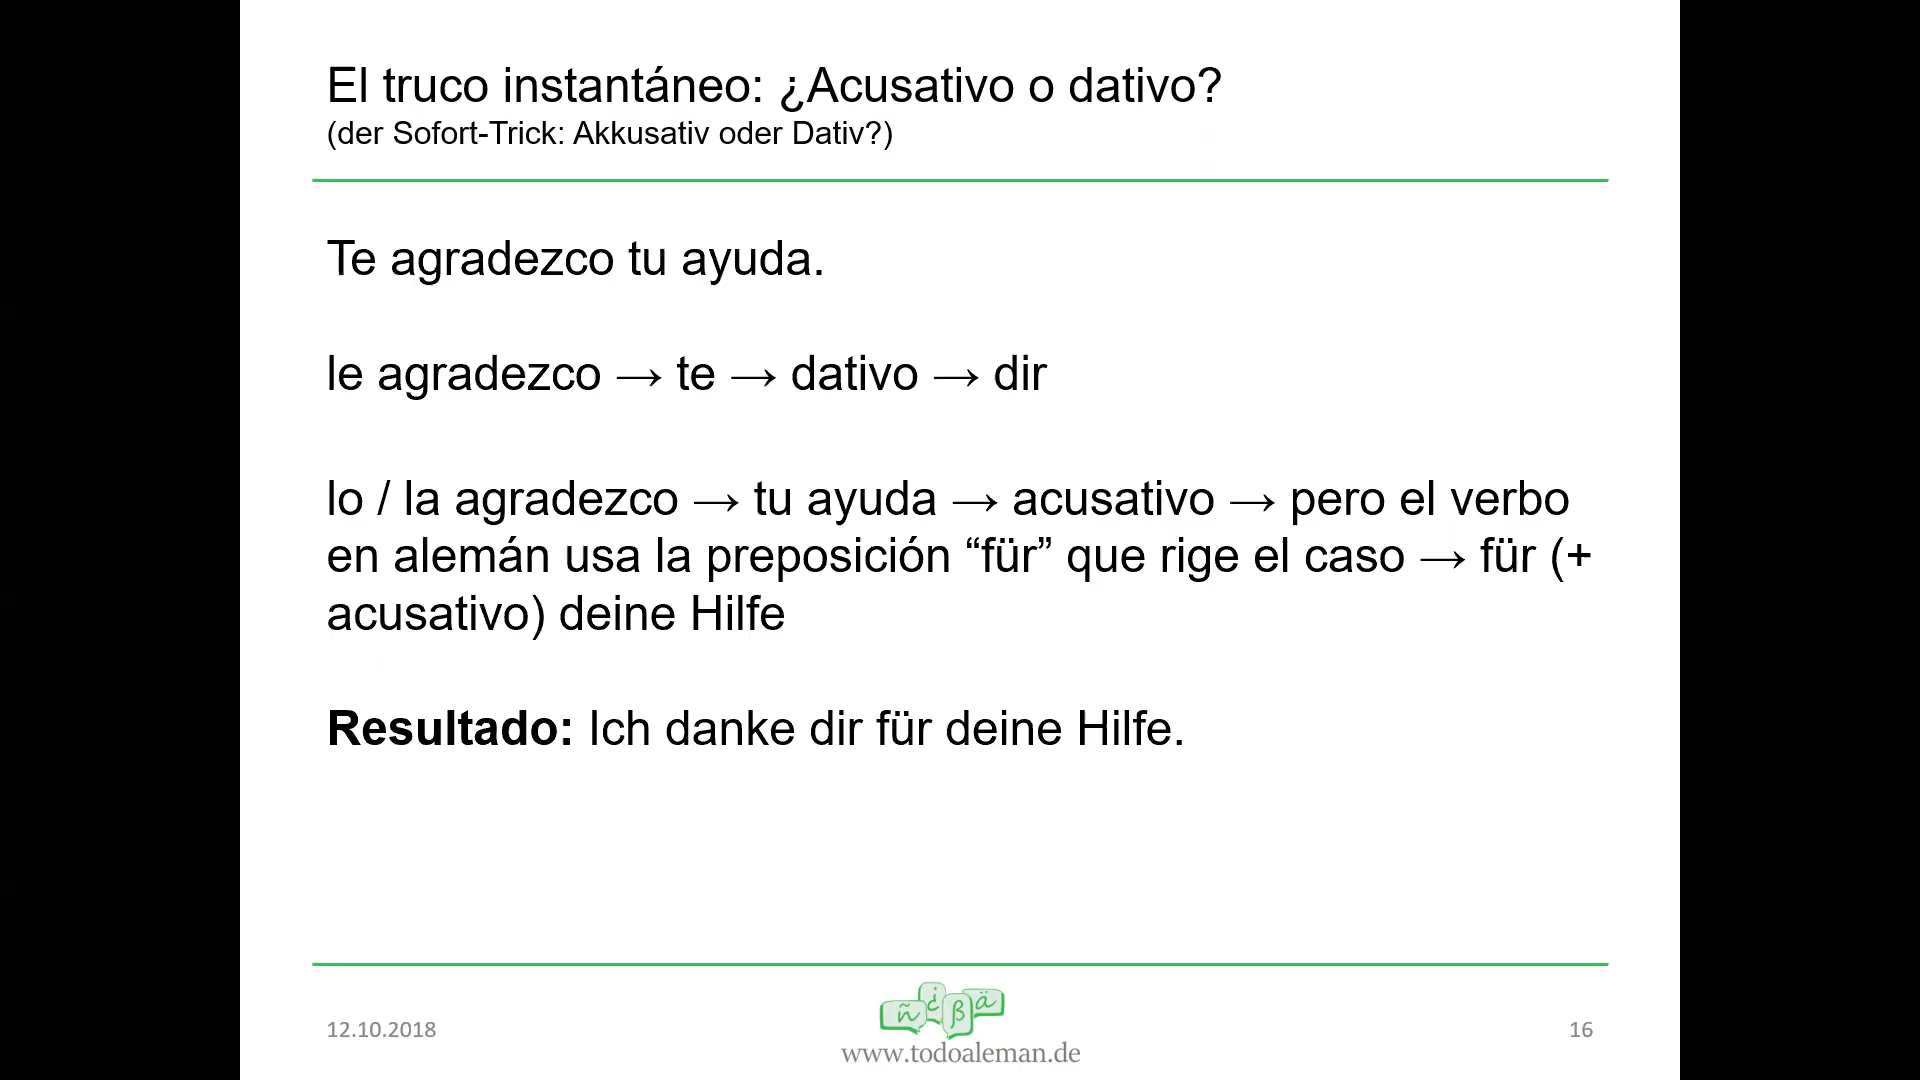 El truco instantáneo: ¿Acusativo o dativo?
(der Sofort-Trick: Akkusativ oder Dativ?)
Te agradezco tu ayuda.
le agradezco → te → dativo → dir
lo / la agradezco → tu ayuda → acusativo → pero el verbo
en alemán usa la preposición “für” que rige el caso → für (+
acusativo) deine Hilfe
Resultado: Ich danke dir für deine Hilfe.
ñ ¿ ß ä
12.10.2018
16
www.todoaleman.de